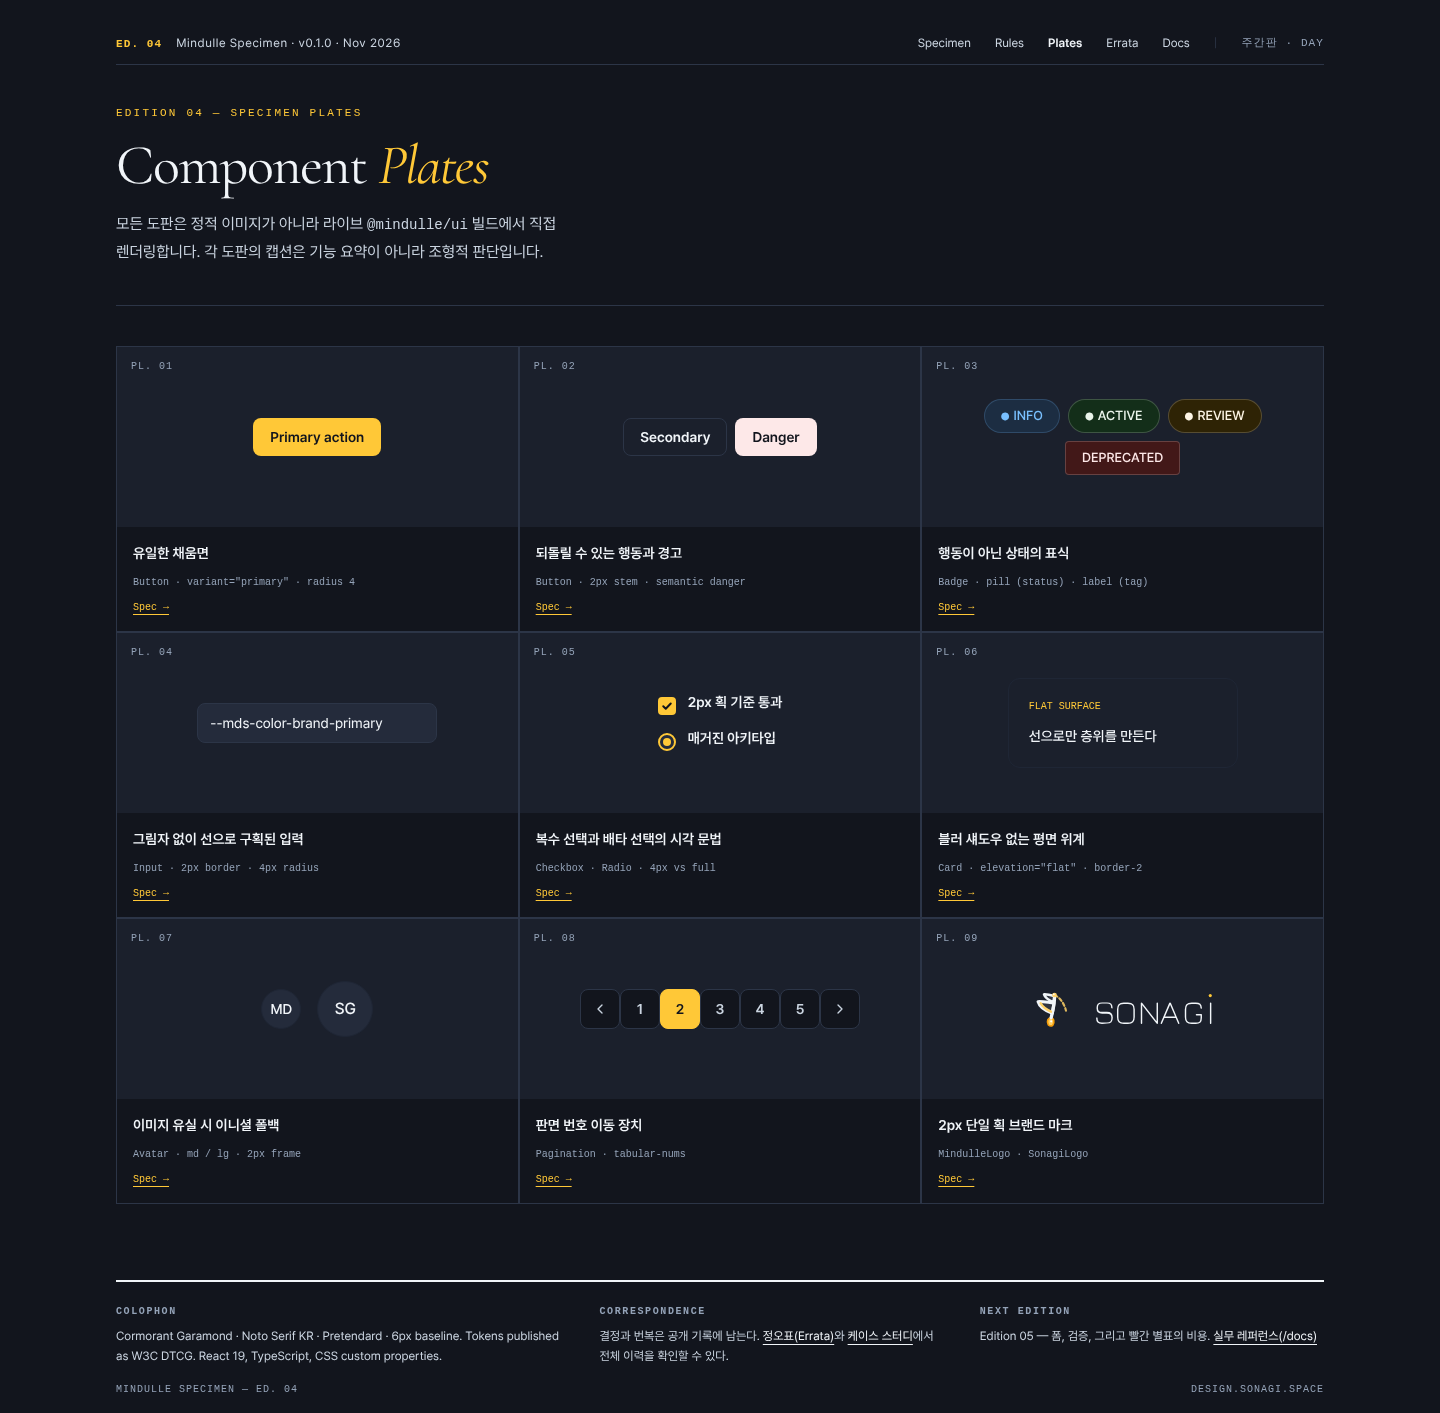 ED. 04 Mindulle Specimen · v0.1.0 · Nov 2026
Specimen Rules Plates Errata Docs 주간판 · DAY
EDITION 04 — SPECIMEN PLATES
Component Plates
모든 도판은 정적 이미지가 아니라 라이브 @mindulle/ui 빌드에서 직접
렌더링합니다. 각 도판의 캡션은 기능 요약이 아니라 조형적 판단입니다.
PL. 01
Primary action
유일한 채움면
Button · variant="primary" · radius 4
Spec →
PL. 02
Secondary
Danger
되돌릴 수 있는 행동과 경고
Button · 2px stem · semantic danger
Spec →
PL. 03
INFO
ACTIVE
REVIEW
DEPRECATED
행동이 아닌 상태의 표식
Badge · pill (status) · label (tag)
Spec →
PL. 04
--mds-color-brand-primary
그림자 없이 선으로 구획된 입력
Input · 2px border · 4px radius
Spec →
PL. 05
2px 획 기준 통과
매거진 아키타입
복수 선택과 배타 선택의 시각 문법
Checkbox · Radio · 4px vs full
Spec →
PL. 06
FLAT SURFACE
선으로만 층위를 만든다
블러 섀도우 없는 평면 위계
Card · elevation="flat" · border-2
Spec →
PL. 07
MD
SG
이미지 유실 시 이니셜 폴백
Avatar · md / lg · 2px frame
Spec →
PL. 08
1 2 3 4 5
판면 번호 이동 장치
Pagination · tabular-nums
Spec →
PL. 09
SONAGi
2px 단일 획 브랜드 마크
MindulleLogo · SonagiLogo
Spec →
COLOPHON
Cormorant Garamond · Noto Serif KR · Pretendard · 6px baseline. Tokens published
as W3C DTCG. React 19, TypeScript, CSS custom properties.
CORRESPONDENCE
결정과 번복은 공개 기록에 남는다. 정오표(Errata)와 케이스 스터디에서
전체 이력을 확인할 수 있다.
NEXT EDITION
Edition 05 — 폼, 검증, 그리고 빨간 별표의 비용. 실무 레퍼런스(/docs)
MINDULLE SPECIMEN — ED. 04
DESIGN.SONAGI.SPACE